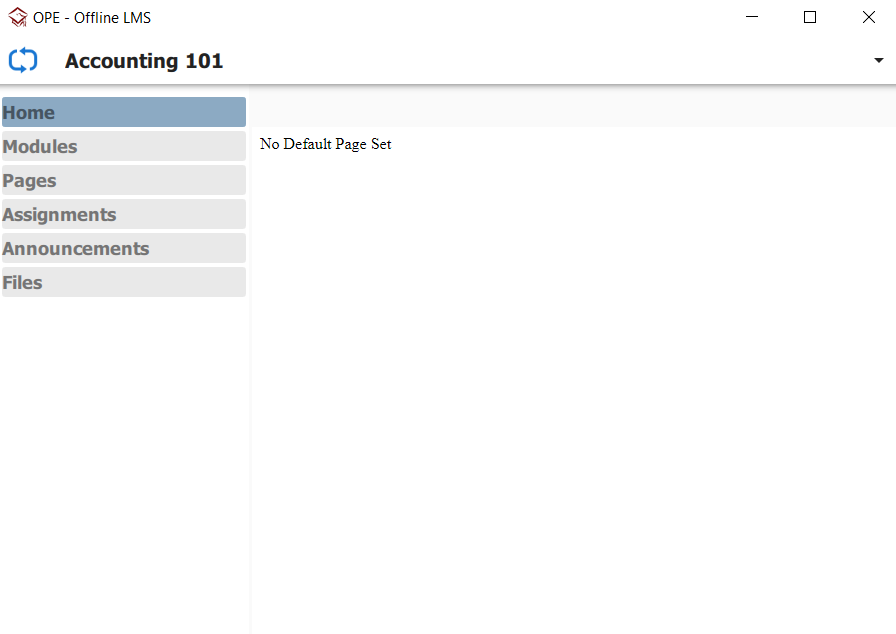 OPE - Offline LMS
Accounting 101
Home
Modules
Pages
Assignments
Announcements
Files
No Default Page Set